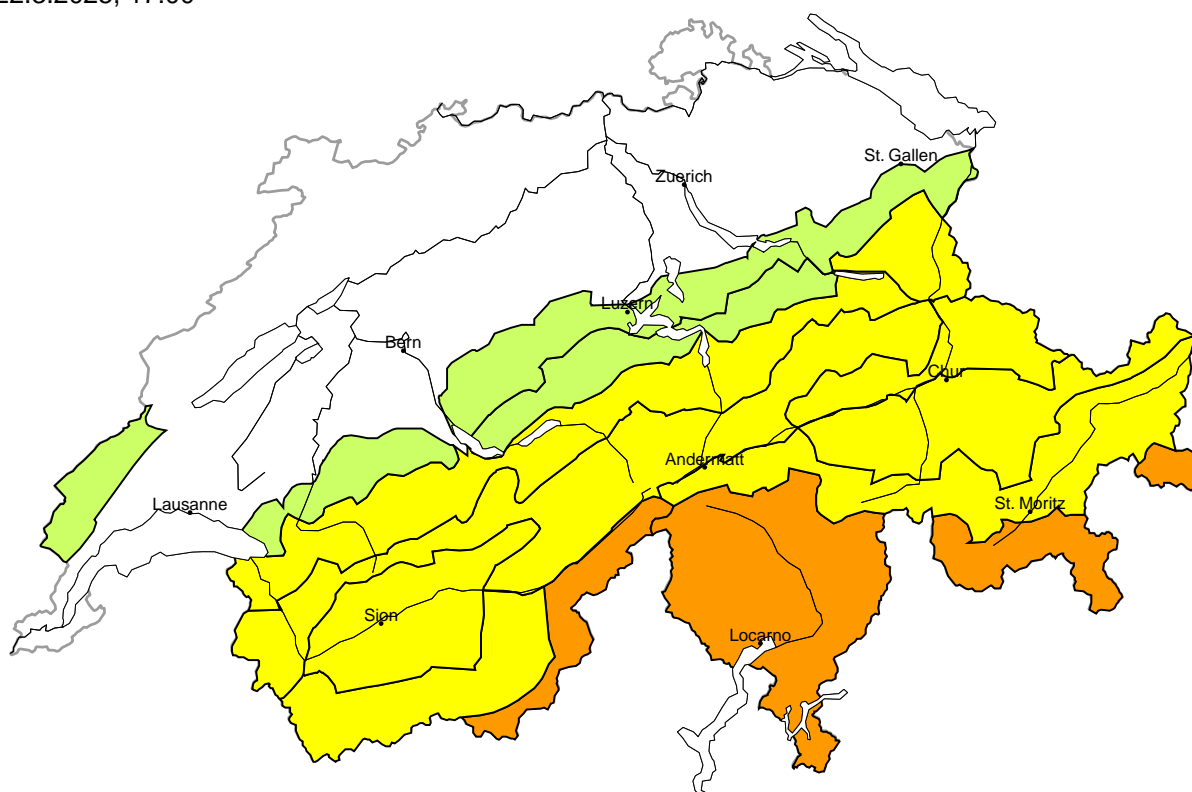 St. Gallen
Zuerich
Luzern
Bern
Chur
Andermatt
Lausanne
St. Moritz
Sion
Locarno